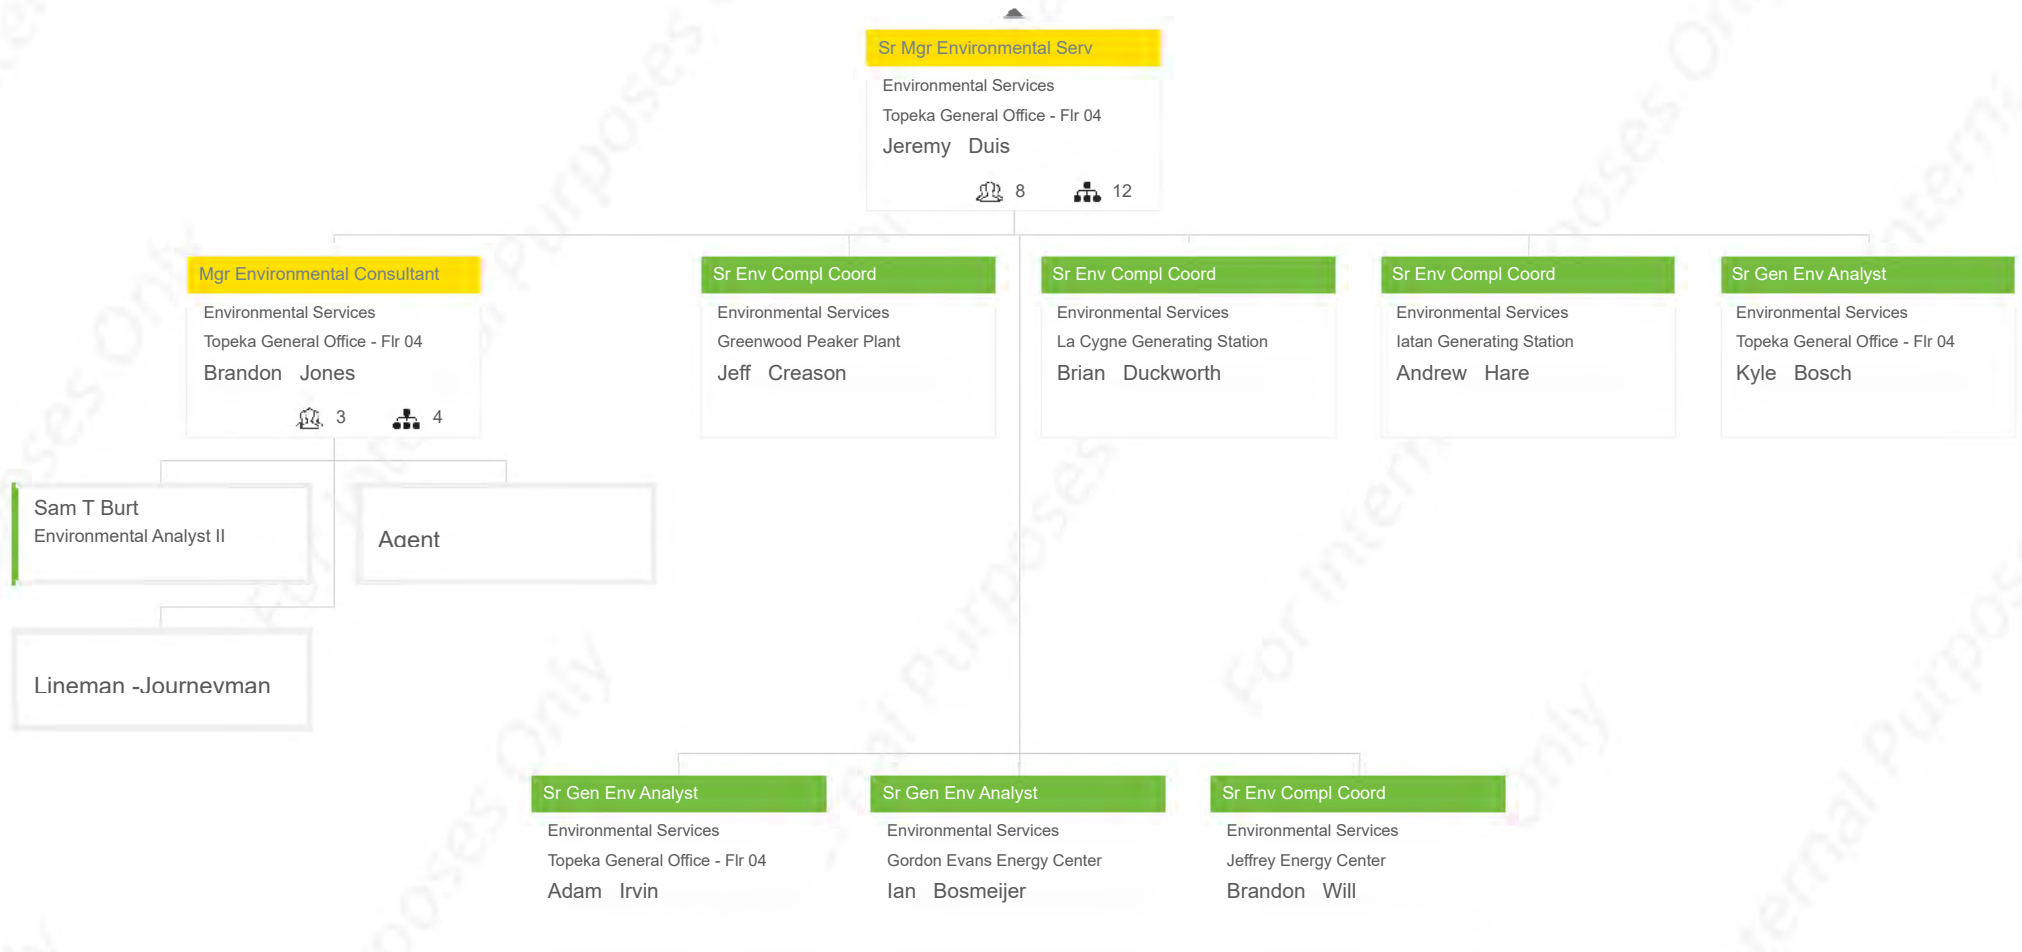 Sr Mgr Environmental Serv
Environmental Services
Topeka General Office - Flr 04
Jeremy Duis
8 12
Mgr Environmental Consultant
Environmental Services
Topeka General Office - Flr 04
Brandon Jones
3 4
Sr Env Compl Coord
Environmental Services
Greenwood Peaker Plant
Jeff Creason
Sr Env Compl Coord
Environmental Services
La Cygne Generating Station
Brian Duckworth
Sr Env Compl Coord
Environmental Services
Iatan Generating Station
Andrew Hare
Sr Gen Env Analyst
Environmental Services
Topeka General Office - Flr 04
Kyle Bosch
Sam T Burt
Environmental Analyst II
Agent
Lineman -Journeyman
Sr Gen Env Analyst
Environmental Services
Topeka General Office - Flr 04
Adam Irvin
Sr Gen Env Analyst
Environmental Services
Gordon Evans Energy Center
Ian Bosmeijer
Sr Env Compl Coord
Environmental Services
Jeffrey Energy Center
Brandon Will
For Internal Purposes Only